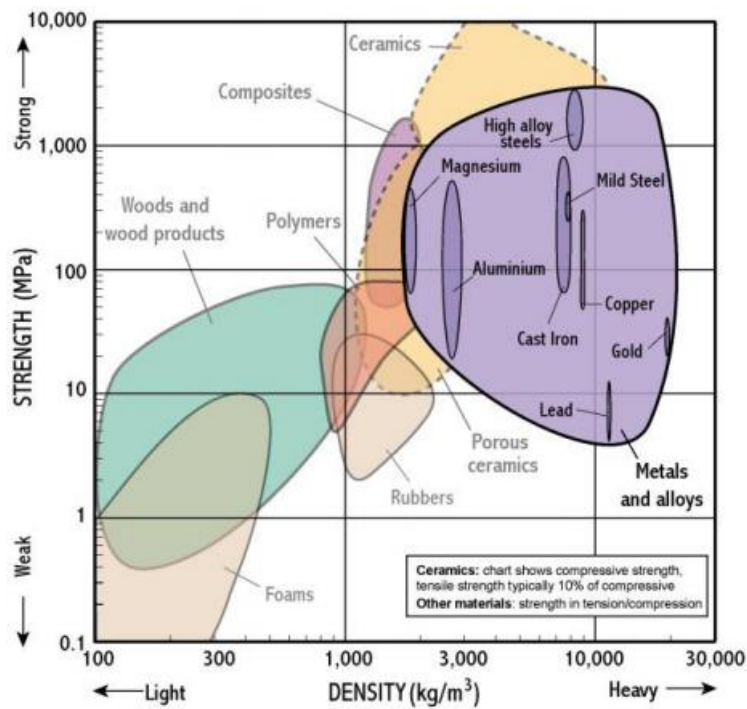 10,000
1,000
100
10
1
0.1
Strong
STRENGTH (MPa)
Weak
Ceramics
Composites
High alloy
steels
Magnesium
Mild Steel
Woods and
wood products
Polymers
Aluminium
Copper
Cast Iron
Gold
Lead
Porous
ceramics
Rubbers
Metals
and alloys
Foams
Ceramics: chart shows compressive strength,
tensile strength typically 10% of compressive
Other materials: strength in tension/compression
100 300 1,000 3,000 10,000 30,000
Light DENSITY (kg/m³) Heavy